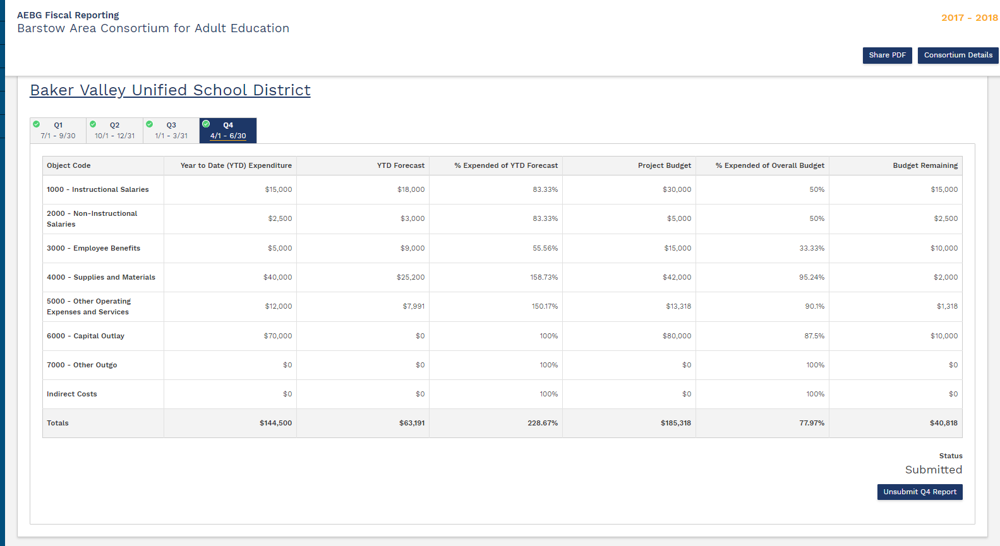 AEBG Fiscal Reporting
Barstow Area Consortium for Adult Education
2017 - 2018
Share PDF Consortium Details
Baker Valley Unified School District
Q1 Q2 Q3 Q4
7/1 - 9/30 10/1 - 12/31 1/1 - 3/31 4/1 - 6/30
Object Code Year to Date (YTD) Expenditure YTD Forecast % Expended of YTD Forecast Project Budget % Expended of Overall Budget Budget Remaining
1000 - Instructional Salaries $15,000 $18,000 83.33% $30,000 50% $15,000
2000 - Non-Instructional
Salaries $2,500 $3,000 83.33% $5,000 50% $2,500
3000 - Employee Benefits $5,000 $9,000 55.56% $15,000 33.33% $10,000
4000 - Supplies and Materials $40,000 $25,200 158.73% $42,000 95.24% $2,000
5000 - Other Operating
Expenses and Services $12,000 $7,991 150.17% $13,318 90.1% $1,318
6000 - Capital Outlay $70,000 $0 100% $80,000 87.5% $10,000
7000 - Other Outgo $0 $0 100% $0 100% $0
Indirect Costs $0 $0 100% $0 100% $0
Totals $144,500 $63,191 228.67% $185,318 77.97% $40,818
Status
Submitted
Unsubmit Q4 Report